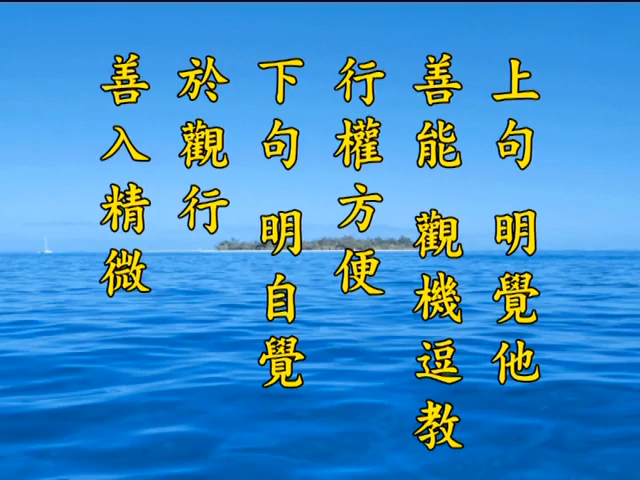 上句 明覺他
善能 觀機逗教
行權方便
下句 明自覺
於觀行
善入精微